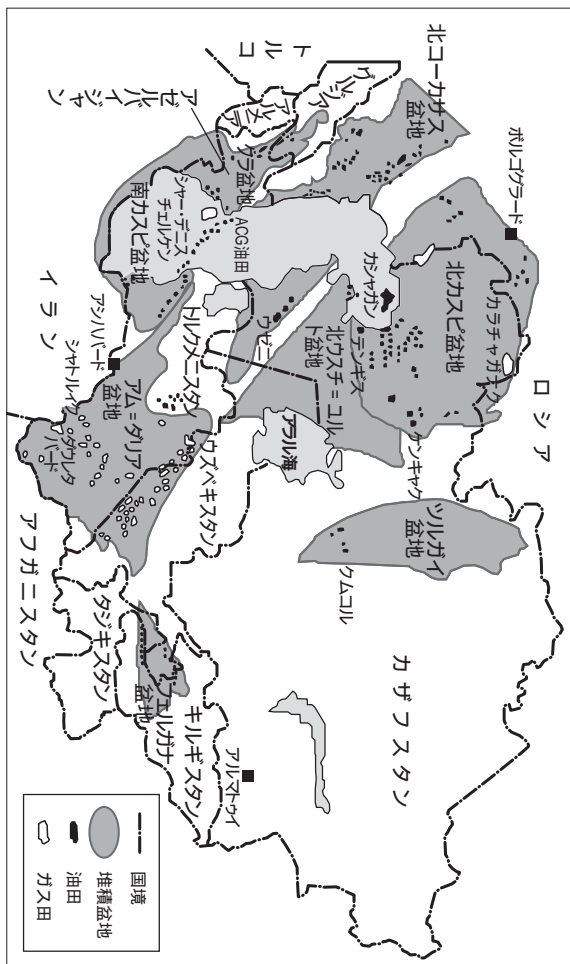 ロシア
ボルゴグラード
カラチャガナク
北カスピ盆地
北コーカサス
盆地
カシャガン
テンギス
ケンキャク
北ウスチ=ユル
ト盆地
ツルガイ
盆地
クムコル
カザフスタン
アラル海
ウゼニ
グルジア
アルメニア
トルコ
アゼルバイジャン
クラ盆地
ACG油田
シャー・デニス
チェルケン
南カスピ盆地
トルクメニスタン
ウズベキスタン
アルマトゥイ
キルギスタン
フェルガナ
盆地
タジキスタン
アム=ダリア
盆地
アシハバード
シャトルイク
ダウレタ
バード
イラン
アフガニスタン
国境
堆積盆地
油田
ガス田